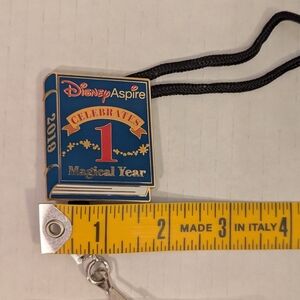 Disney Aspire
CELEBRATES
1
Magical Year
2019
1 2 MADE 3 IN ITALY 4